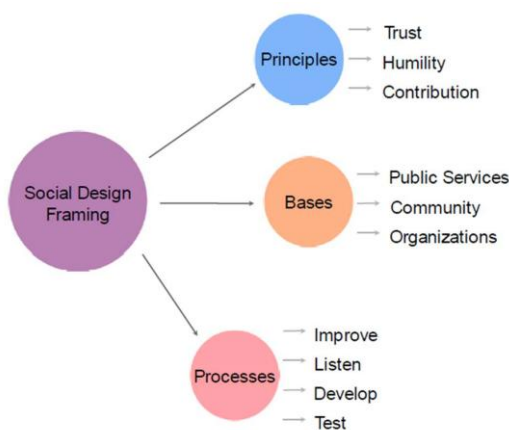 Social Design
Framing
Principles
Trust
Humility
Contribution
Bases
Public Services
Community
Organizations
Processes
Improve
Listen
Develop
Test